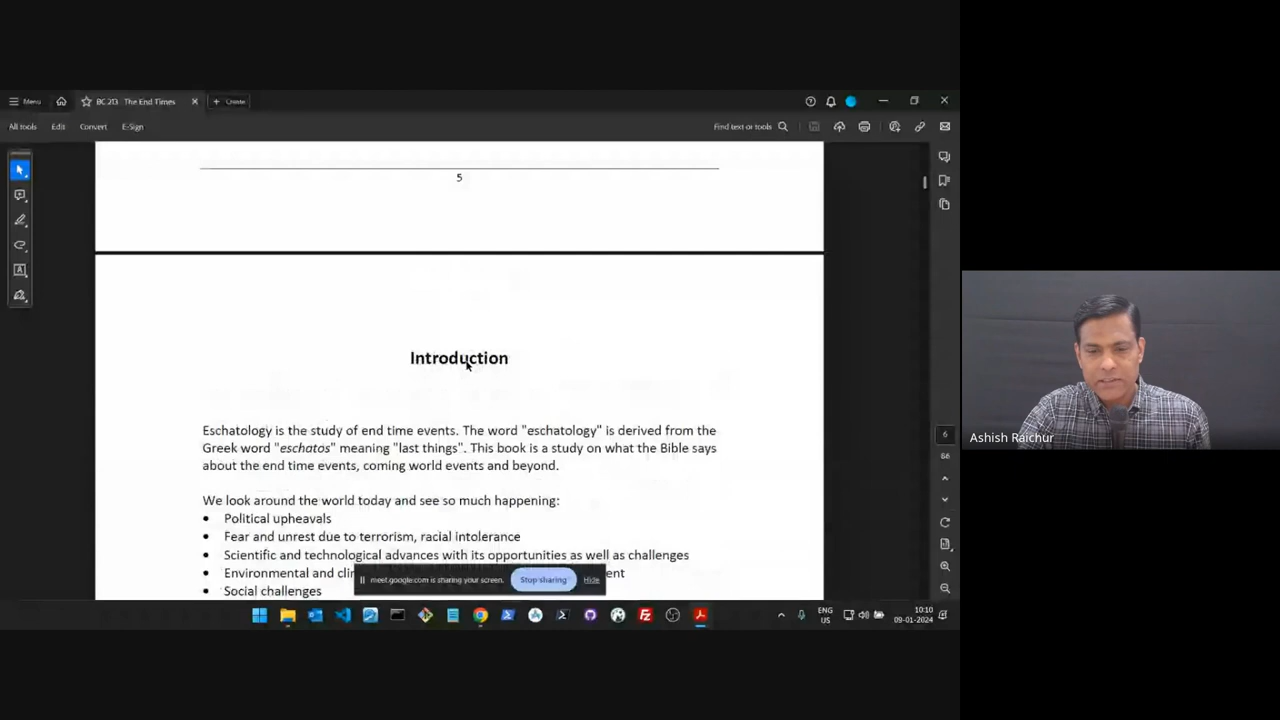 Menu
BC 213 The End Times
Create
All tools
Edit
Convert
E-Sign
Find text or tools
5
Introduction
Eschatology is the study of end time events. The word "eschatology" is derived from the
Greek word "eschatos" meaning "last things". This book is a study on what the Bible says
about the end time events, coming world events and beyond.
We look around the world today and see so much happening:
• Political upheavals
• Fear and unrest due to terrorism, racial intolerance
• Scientific and technological advances with its opportunities as well as challenges
• Environmental and
• Social challenges
meet.google.com is sharing your screen.
Stop sharing
Hide
6
66
ENG
US
10:10
09-01-2024
Ashish Raichur